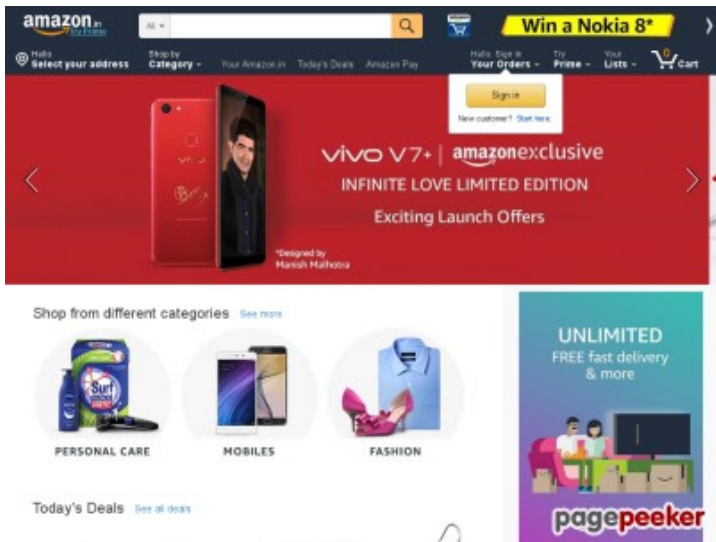 amazon.in
Try Prime
All
Win a Nokia 8*
Hello
Select your address
Shop by
Category
Your Amazon.in
Today's Deals
Amazon Pay
Hello. Sign in
Your Orders
Try
Prime
Your
Lists
0
Cart
Sign in
New customer? Start here.
vivo V7+ | amazonexclusive
INFINITE LOVE LIMITED EDITION
Exciting Launch Offers
*Designed by
Manish Malhotra
Shop from different categories See more
PERSONAL CARE
MOBILES
FASHION
UNLIMITED
FREE fast delivery
& more
Surf
excel
Today's Deals See all deals
pagepeeker